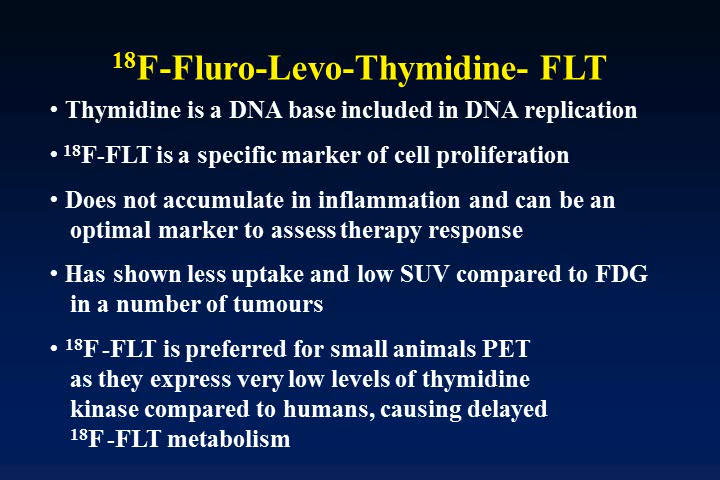 ¹⁸F-Fluro-Levo-Thymidine- FLT
• Thymidine is a DNA base included in DNA replication
• ¹⁸F-FLT is a specific marker of cell proliferation
• Does not accumulate in inflammation and can be an
optimal marker to assess therapy response
• Has shown less uptake and low SUV compared to FDG
in a number of tumours
• ¹⁸F -FLT is preferred for small animals PET
as they express very low levels of thymidine
kinase compared to humans, causing delayed
¹⁸F -FLT metabolism